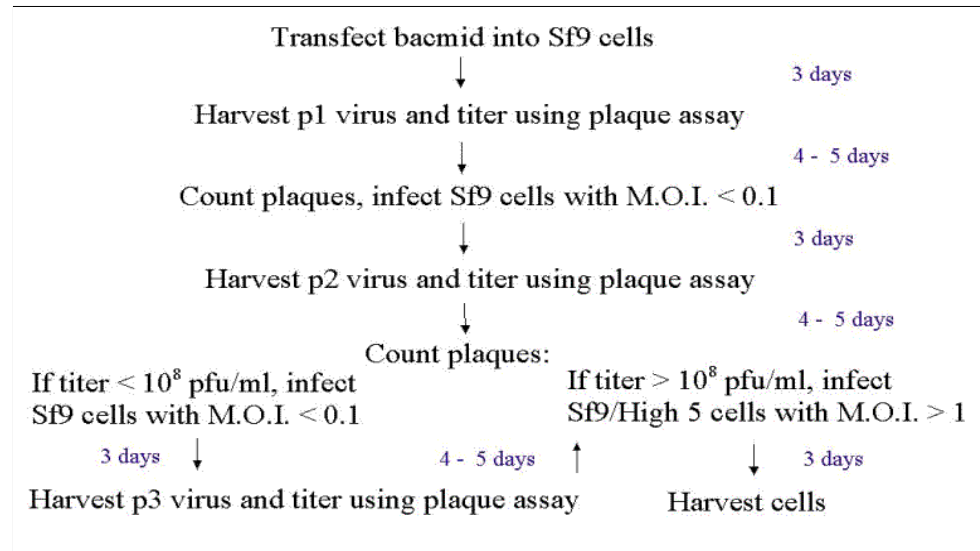 Transfect bacmid into Sf9 cells
3 days
Harvest p1 virus and titer using plaque assay
4 - 5 days
Count plaques, infect Sf9 cells with M.O.I. < 0.1
3 days
Harvest p2 virus and titer using plaque assay
4 - 5 days
Count plaques:
If titer < 10⁸ pfu/ml, infect
Sf9 cells with M.O.I. < 0.1
If titer > 10⁸ pfu/ml, infect
Sf9/High 5 cells with M.O.I. > 1
3 days
4 - 5 days
3 days
Harvest p3 virus and titer using plaque assay
Harvest cells